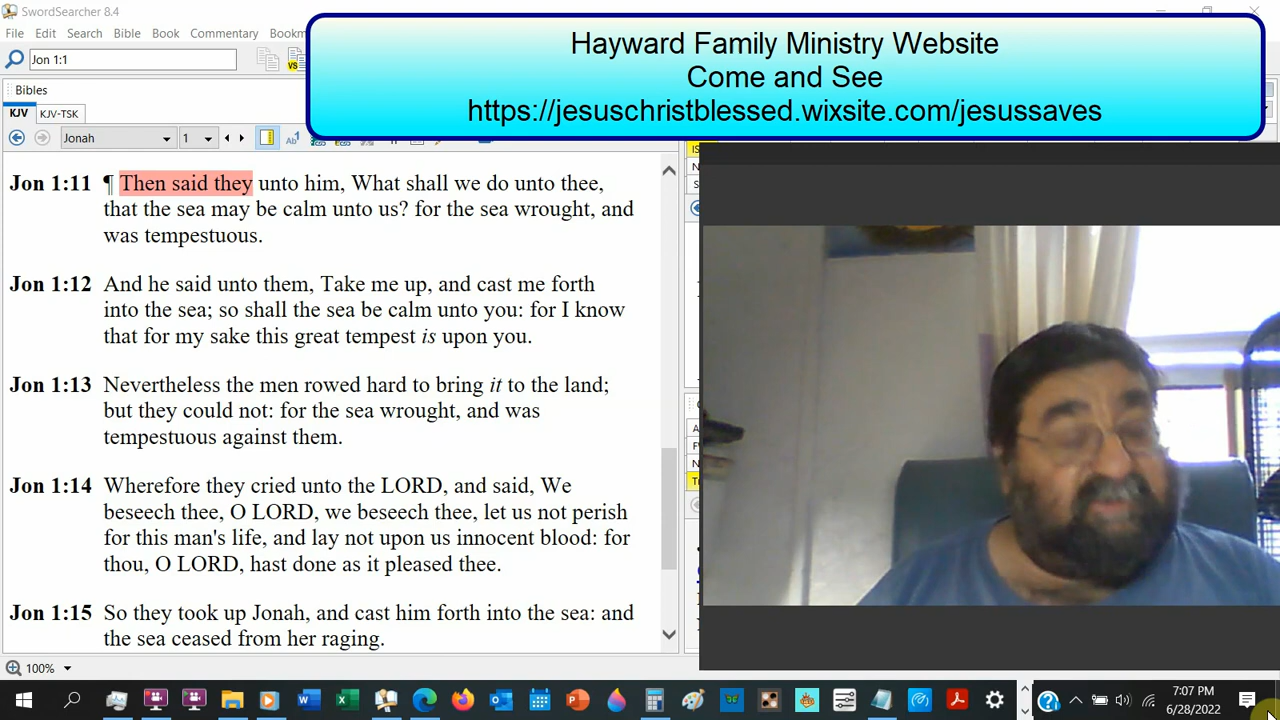 SwordSearcher 8.4
File Edit Search Bible Book Commentary
Hayward Family Ministry Website
Come and See
https://jesuschristblessed.wixsite.com/jesussaves
Jon 1:1
Bibles
KJV KJV-TSK
Jonah 1
Jon 1:11 ¶ Then said they unto him, What shall we do unto thee,
that the sea may be calm unto us? for the sea wrought, and
was tempestuous.
Jon 1:12 And he said unto them, Take me up, and cast me forth
into the sea; so shall the sea be calm unto you: for I know
that for my sake this great tempest is upon you.
Jon 1:13 Nevertheless the men rowed hard to bring it to the land;
but they could not: for the sea wrought, and was
tempestuous against them.
Jon 1:14 Wherefore they cried unto the LORD, and said, We
beseech thee, O LORD, we beseech thee, let us not perish
for this man's life, and lay not upon us innocent blood: for
thou, O LORD, hast done as it pleased thee.
Jon 1:15 So they took up Jonah, and cast him forth into the sea: and
the sea ceased from her raging.
100%
7:07 PM
6/28/2022